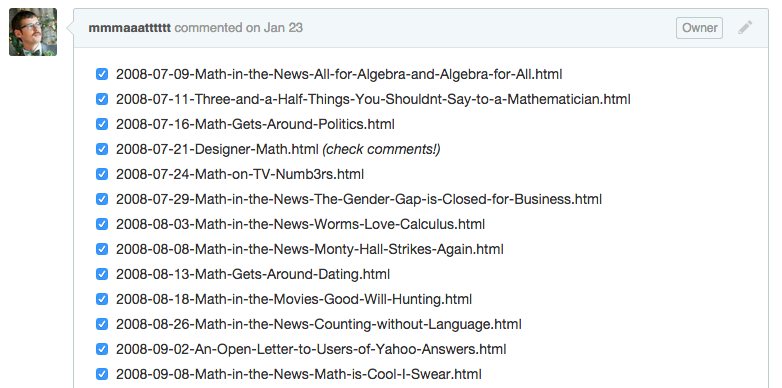 mmmaaatttttt commented on Jan 23 Owner
2008-07-09-Math-in-the-News-All-for-Algebra-and-Algebra-for-All.html
2008-07-11-Three-and-a-Half-Things-You-Shouldnt-Say-to-a-Mathematician.html
2008-07-16-Math-Gets-Around-Politics.html
2008-07-21-Designer-Math.html (check comments!)
2008-07-24-Math-on-TV-Numb3rs.html
2008-07-29-Math-in-the-News-The-Gender-Gap-is-Closed-for-Business.html
2008-08-03-Math-in-the-News-Worms-Love-Calculus.html
2008-08-08-Math-in-the-News-Monty-Hall-Strikes-Again.html
2008-08-13-Math-Gets-Around-Dating.html
2008-08-18-Math-in-the-Movies-Good-Will-Hunting.html
2008-08-26-Math-in-the-News-Counting-without-Language.html
2008-09-02-An-Open-Letter-to-Users-of-Yahoo-Answers.html
2008-09-08-Math-in-the-News-Math-is-Cool-I-Swear.html